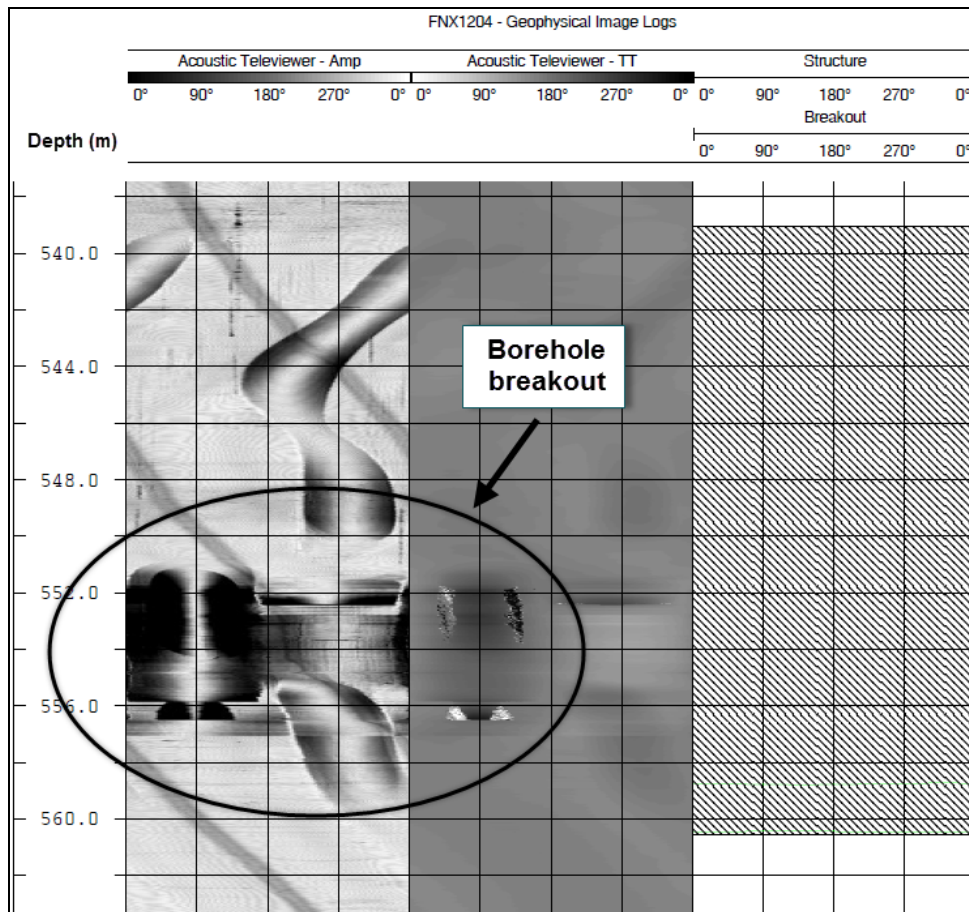 FNX1204 - Geophysical Image Logs
Acoustic Televiewer - Amp Acoustic Televiewer - TT Structure
0° 90° 180° 270° 0° 0° 90° 180° 270° 0° 0° 90° 180° 270° 0°
Breakout
Depth (m)
0° 90° 180° 270° 0°
540.0
544.0
Borehole
breakout
548.0
552.0
556.0
560.0